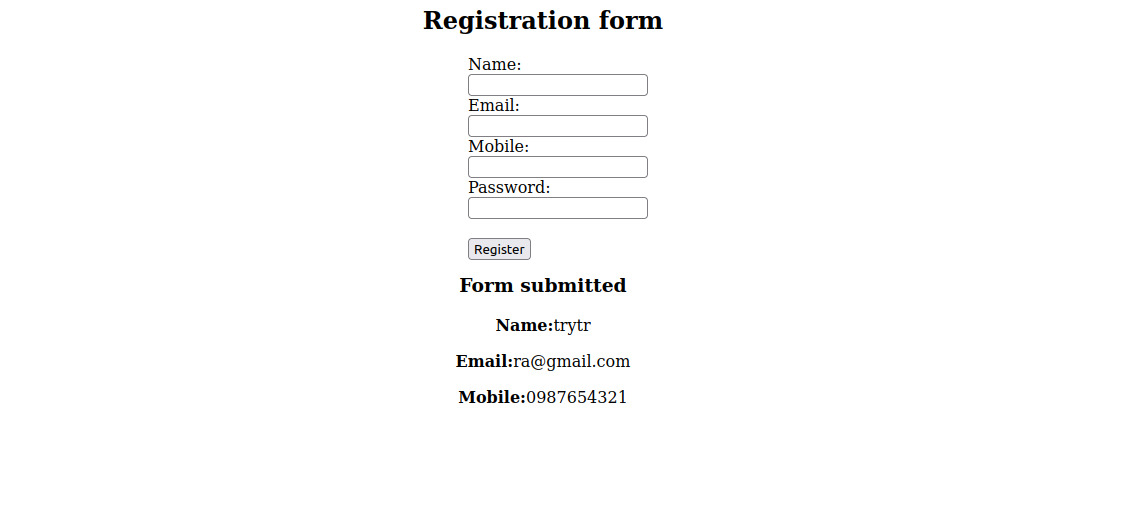 Registration form
Name:
Email:
Mobile:
Password:
Register
Form submitted
Name:trytr
Email:ra@gmail.com
Mobile:0987654321